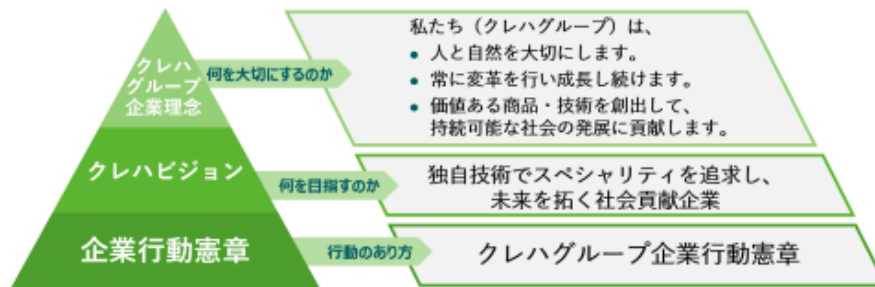 クレハ
グループ
企業理念
何を大切にするのか
私たち（クレハグループ）は、
• 人と自然を大切にします。
• 常に変革を行い成長し続けます。
• 価値ある商品・技術を創出して、
持続可能な社会の発展に貢献します。
クレハビジョン
何を目指すのか
独自技術でスペシャリティを追求し、
未来を拓く社会貢献企業
企業行動憲章
行動のあり方
クレハグループ企業行動憲章